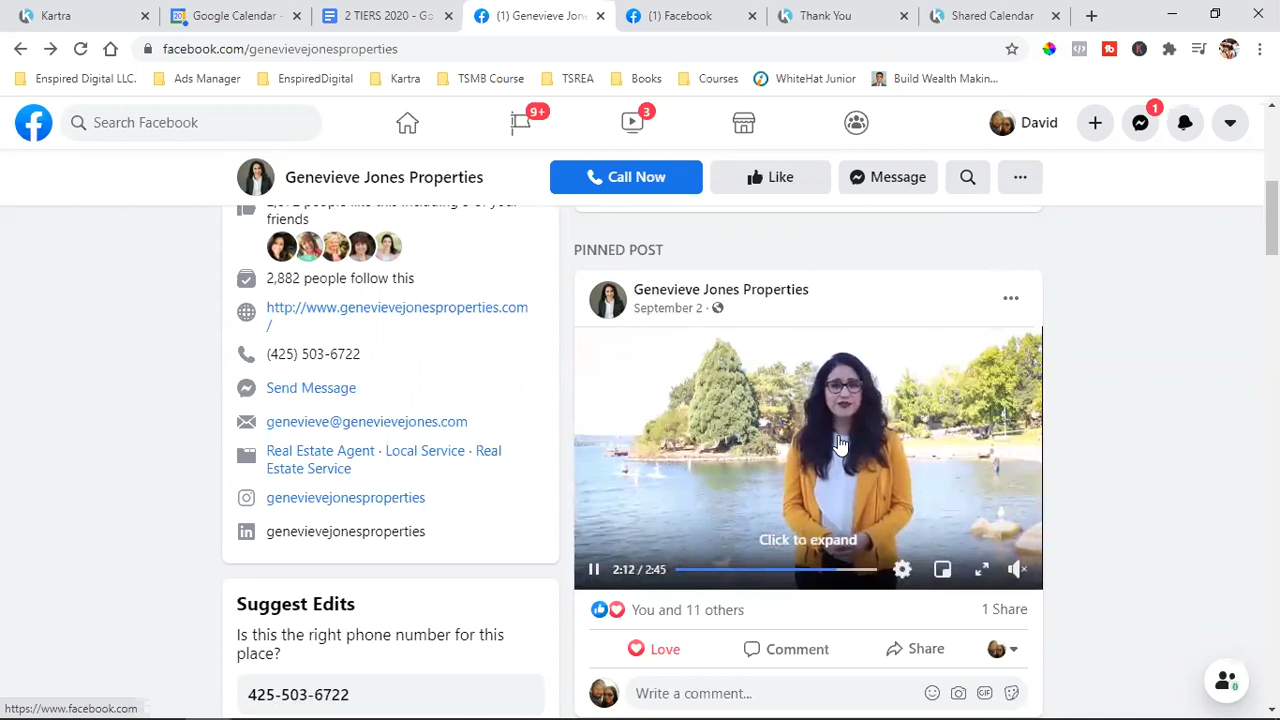 Kartra
Google Calendar -
2 TIERS 2020 - Go
(1) Genevieve Jon
(1) Facebook
Thank You
Shared Calendar
facebook.com/genevievejonesproperties
Enspired Digital LLC.
Ads Manager
EnspiredDigital
Kartra
TSMB Course
TSREA
Books
Courses
WhiteHat Junior
Build Wealth Makin...
Search Facebook
9+
3
David
1
Genevieve Jones Properties
Call Now
Like
Message
friends
2,882 people follow this
http://www.genevievejonesproperties.com
/
(425) 503-6722
Send Message
genevieve@genevievejones.com
Real Estate Agent · Local Service · Real
Estate Service
genevievejonesproperties
genevievejonesproperties
Suggest Edits
Is this the right phone number for this
place?
425-503-6722
PINNED POST
Genevieve Jones Properties
September 2 ·
Click to expand
2:12 / 2:45
You and 11 others
1 Share
Love
Comment
Share
Write a comment...
GIF
0
https://www.facebook.com